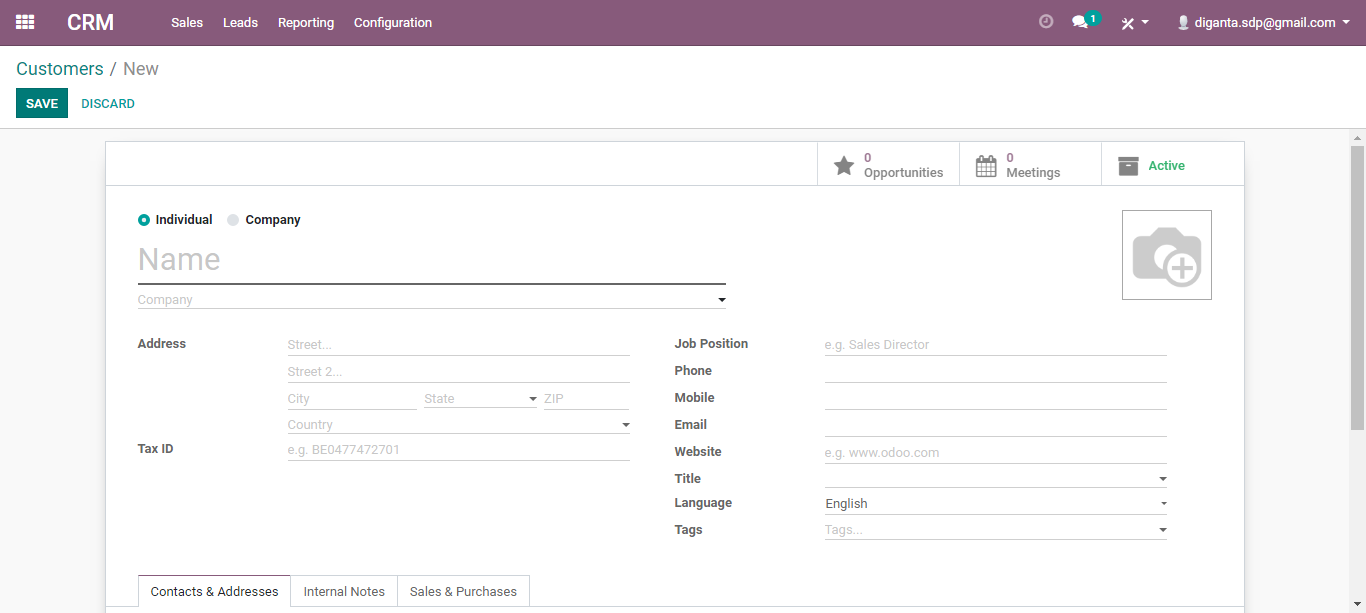 CRM Sales Leads Reporting Configuration 1 diganta.sdp@gmail.com
Customers / New
SAVE DISCARD
0 Opportunities 0 Meetings Active
Individual Company
Name
Company
Address Street...
Street 2...
City State ZIP
Country
Tax ID e.g. BE0477472701
Job Position e.g. Sales Director
Phone
Mobile
Email
Website e.g. www.odoo.com
Title
Language English
Tags Tags...
Contacts & Addresses Internal Notes Sales & Purchases